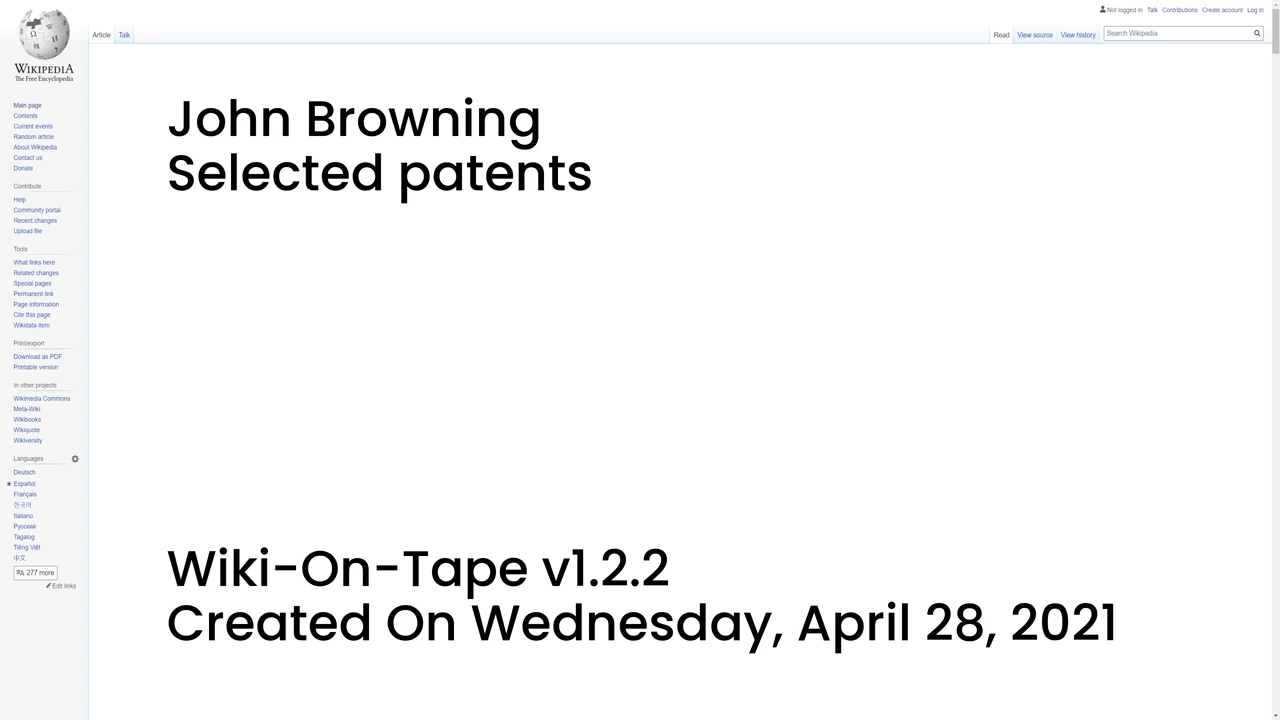 Not logged in Talk Contributions Create account Log in
Article Talk Read View source View history Search Wikipedia
WIKIPEDIA
The Free Encyclopedia
Main page
Contents
Current events
Random article
About Wikipedia
Contact us
Donate
Contribute
Help
Community portal
Recent changes
Upload file
Tools
What links here
Related changes
Special pages
Permanent link
Page information
Cite this page
Wikidata item
Print/export
Download as PDF
Printable version
In other projects
Wikimedia Commons
Meta-Wiki
Wikibooks
Wikiquote
Wikiversity
Languages
Deutsch
Español
Français
한국어
Italiano
Русский
Tagalog
Tiếng Việt
中文
277 more
Edit links
John Browning
Selected patents
Wiki-On-Tape v1.2.2
Created On Wednesday, April 28, 2021